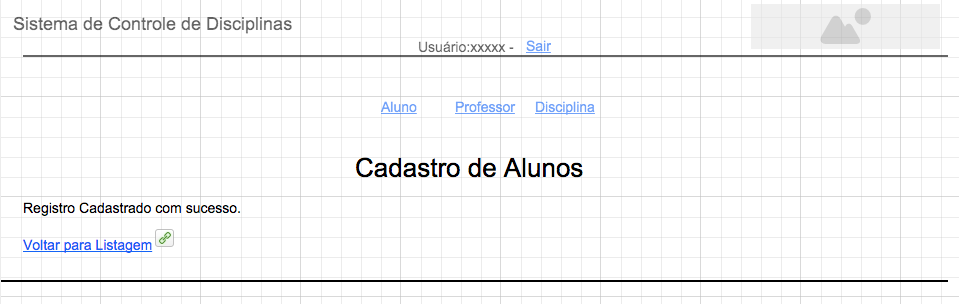 Sistema de Controle de Disciplinas
Usuário:xxxxx - Sair
Aluno Professor Disciplina
Cadastro de Alunos
Registro Cadastrado com sucesso.
Voltar para Listagem